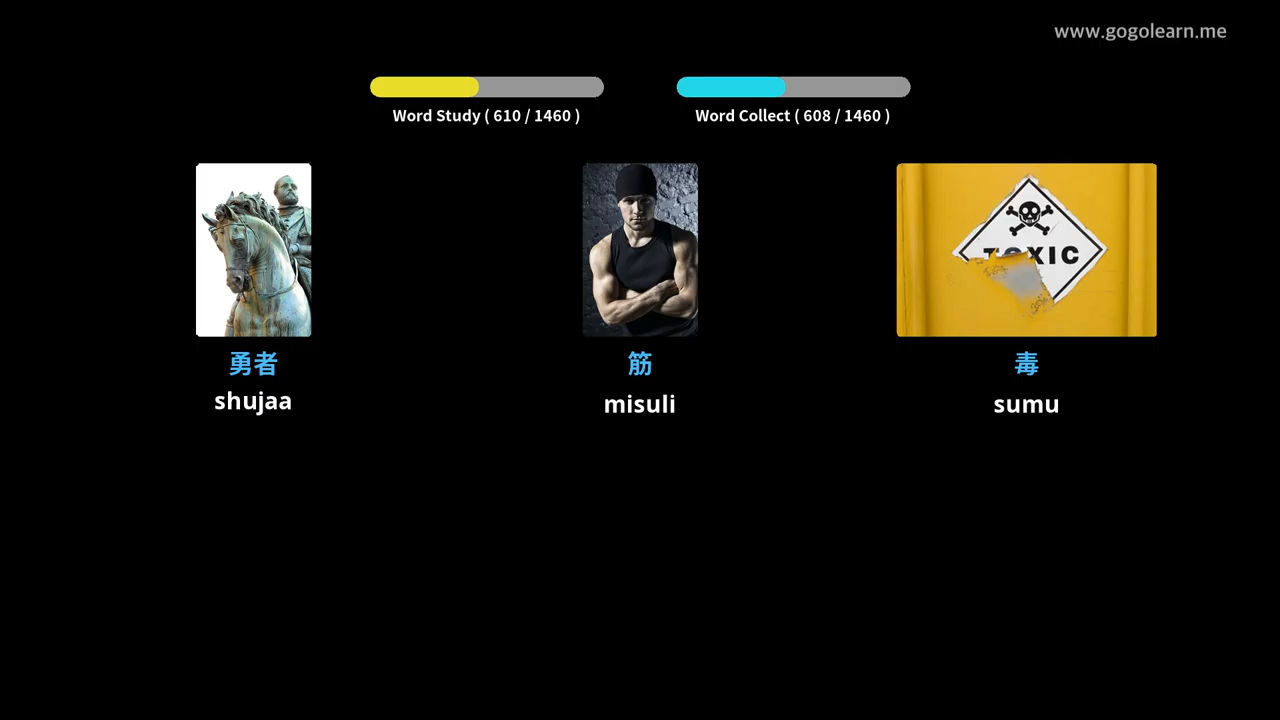 www.gogolearn.me
Word Study ( 610 / 1460 )
Word Collect ( 608 / 1460 )
TOXIC
勇者
筋
毒
shujaa
misuli
sumu